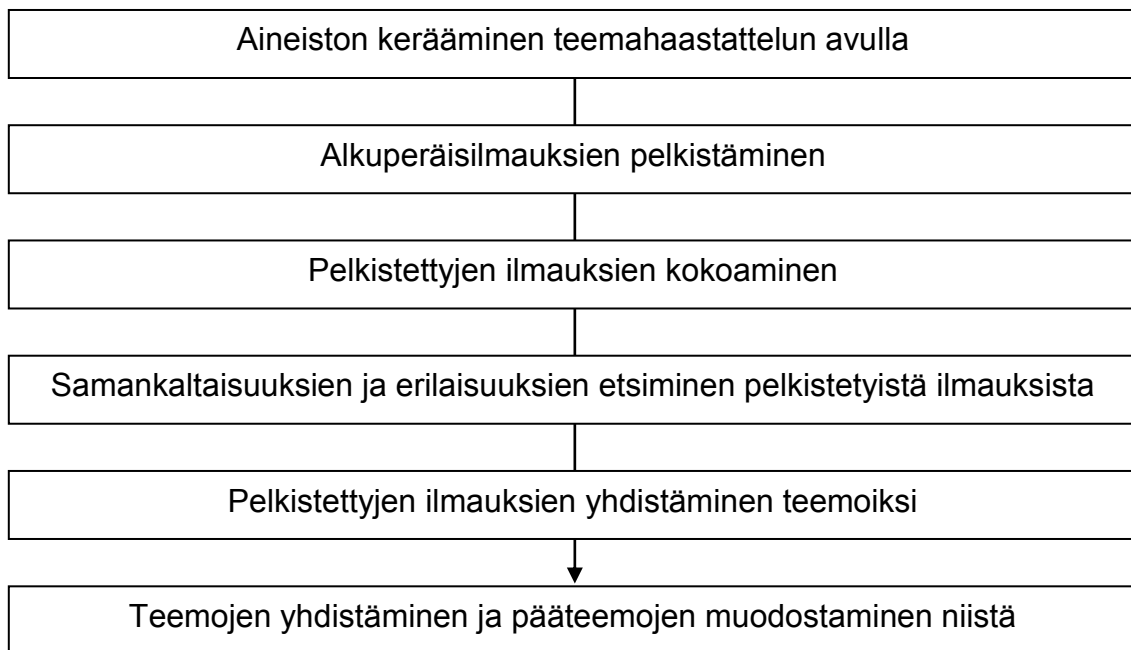 Aineiston kerääminen teemahaastattelun avulla
Alkuperäisilmauksien pelkistäminen
Pelkistettyjen ilmauksien kokoaminen
Samankaltaisuuksien ja erilaisuuksien etsiminen pelkistetyistä ilmauksista
Pelkistettyjen ilmauksien yhdistäminen teemoiksi
Teemojen yhdistäminen ja pääteemojen muodostaminen niistä